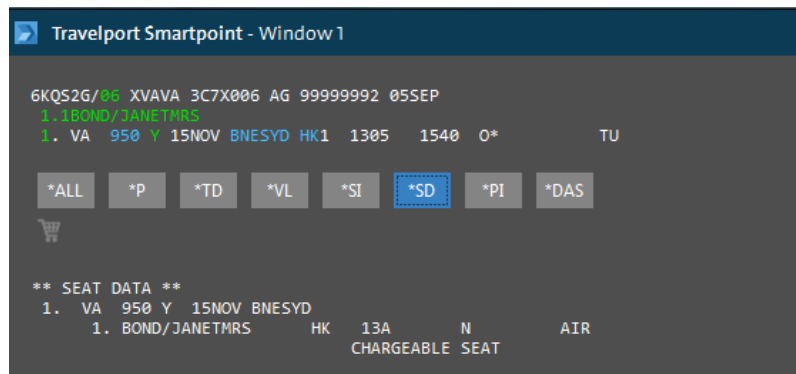 Travelport Smartpoint - Window 1
6KQS2G/06 XVAVA 3C7X006 AG 99999992 05SEP
1.1BOND/JANETMRS
1. VA 950 Y 15NOV BNESYD HK1 1305 1540 O* TU
*ALL *P *TD *VL *SI *SD *PI *DAS
** SEAT DATA **
1. VA 950 Y 15NOV BNESYD
1. BOND/JANETMRS HK 13A N AIR
CHARGEABLE SEAT